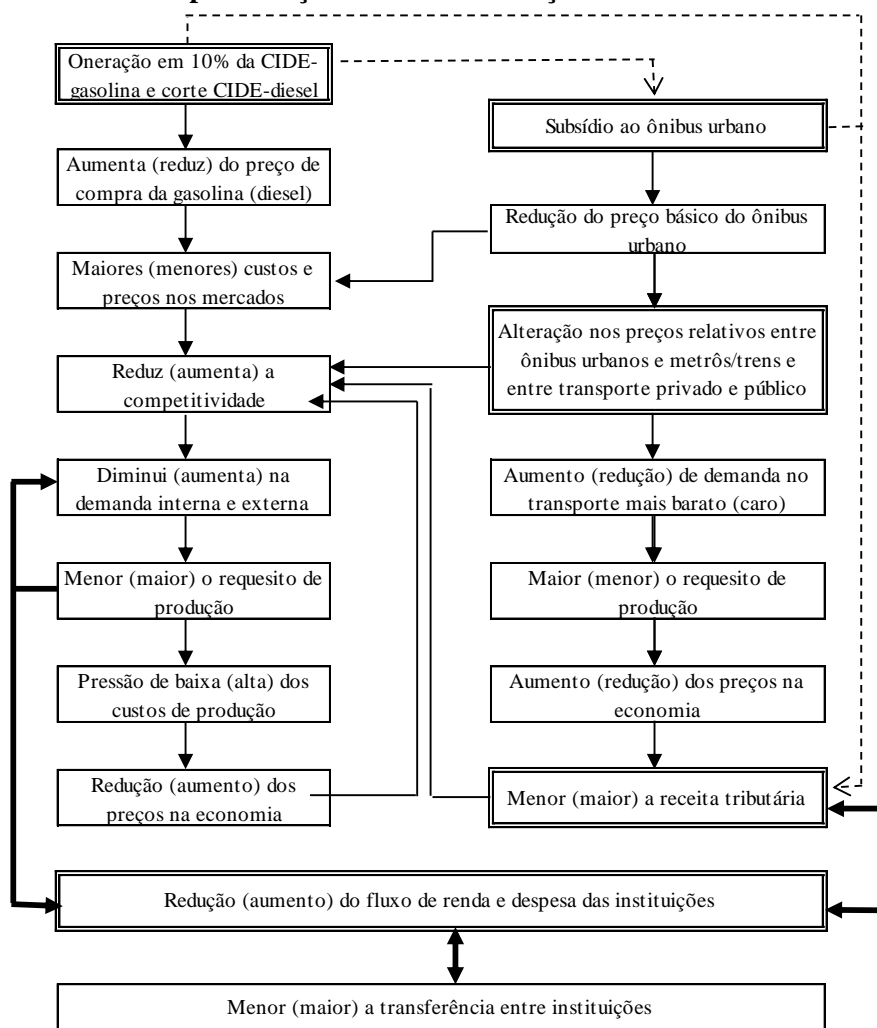 Oneração em 10% da CIDE-
gasolina e corte CIDE-diesel
Aumenta (reduz) do preço de
compra da gasolina (diesel)
Maiores (menores) custos e
preços nos mercados
Reduz (aumenta) a
competitividade
Diminui (aumenta) na
demanda interna e externa
Menor (maior) o requesito de
produção
Pressão de baixa (alta) dos
custos de produção
Redução (aumento) dos
preços na economia
Subsídio ao ônibus urbano
Redução do preço básico do ônibus
urbano
Alteração nos preços relativos entre
ônibus urbanos e metrôs/trens e
entre transporte privado e público
Aumento (redução) de demanda no
transporte mais barato (caro)
Maior (menor) o requesito de
produção
Aumento (redução) dos preços na
economia
Menor (maior) a receita tributária
Redução (aumento) do fluxo de renda e despesa das instituições
Menor (maior) a transferência entre instituições